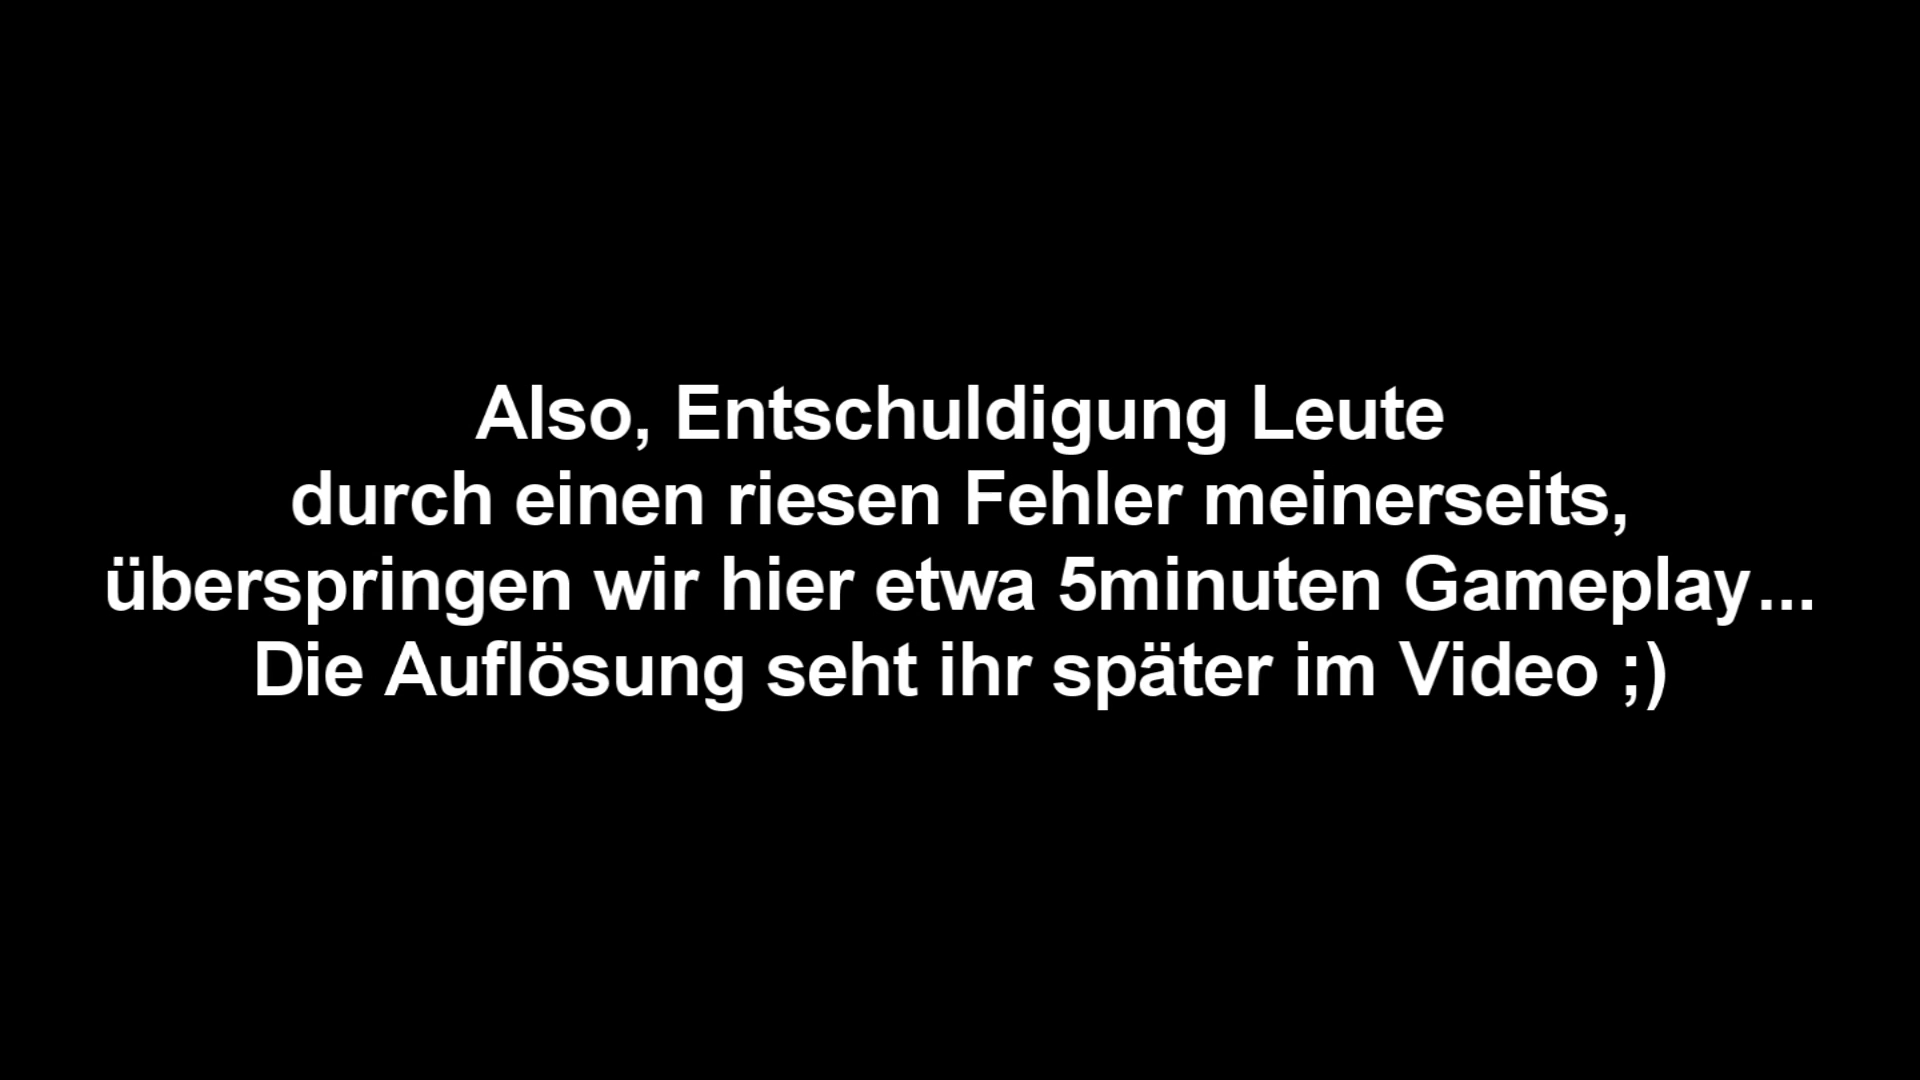 Also, Entschuldigung Leute
durch einen riesen Fehler meinerseits,
überspringen wir hier etwa 5minuten Gameplay...
Die Auflösung seht ihr später im Video ;)